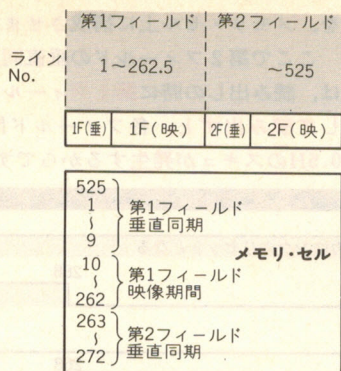 第1フィールド 第2フィールド
ライン
No.
1~262.5 ~525
1F(垂) 1F(映) 2F(垂) 2F(映)
525
1
~
9
第1フィールド
垂直同期
メモリ・セル
10
~
262
第1フィールド
映像期間
263
~
272
第2フィールド
垂直同期